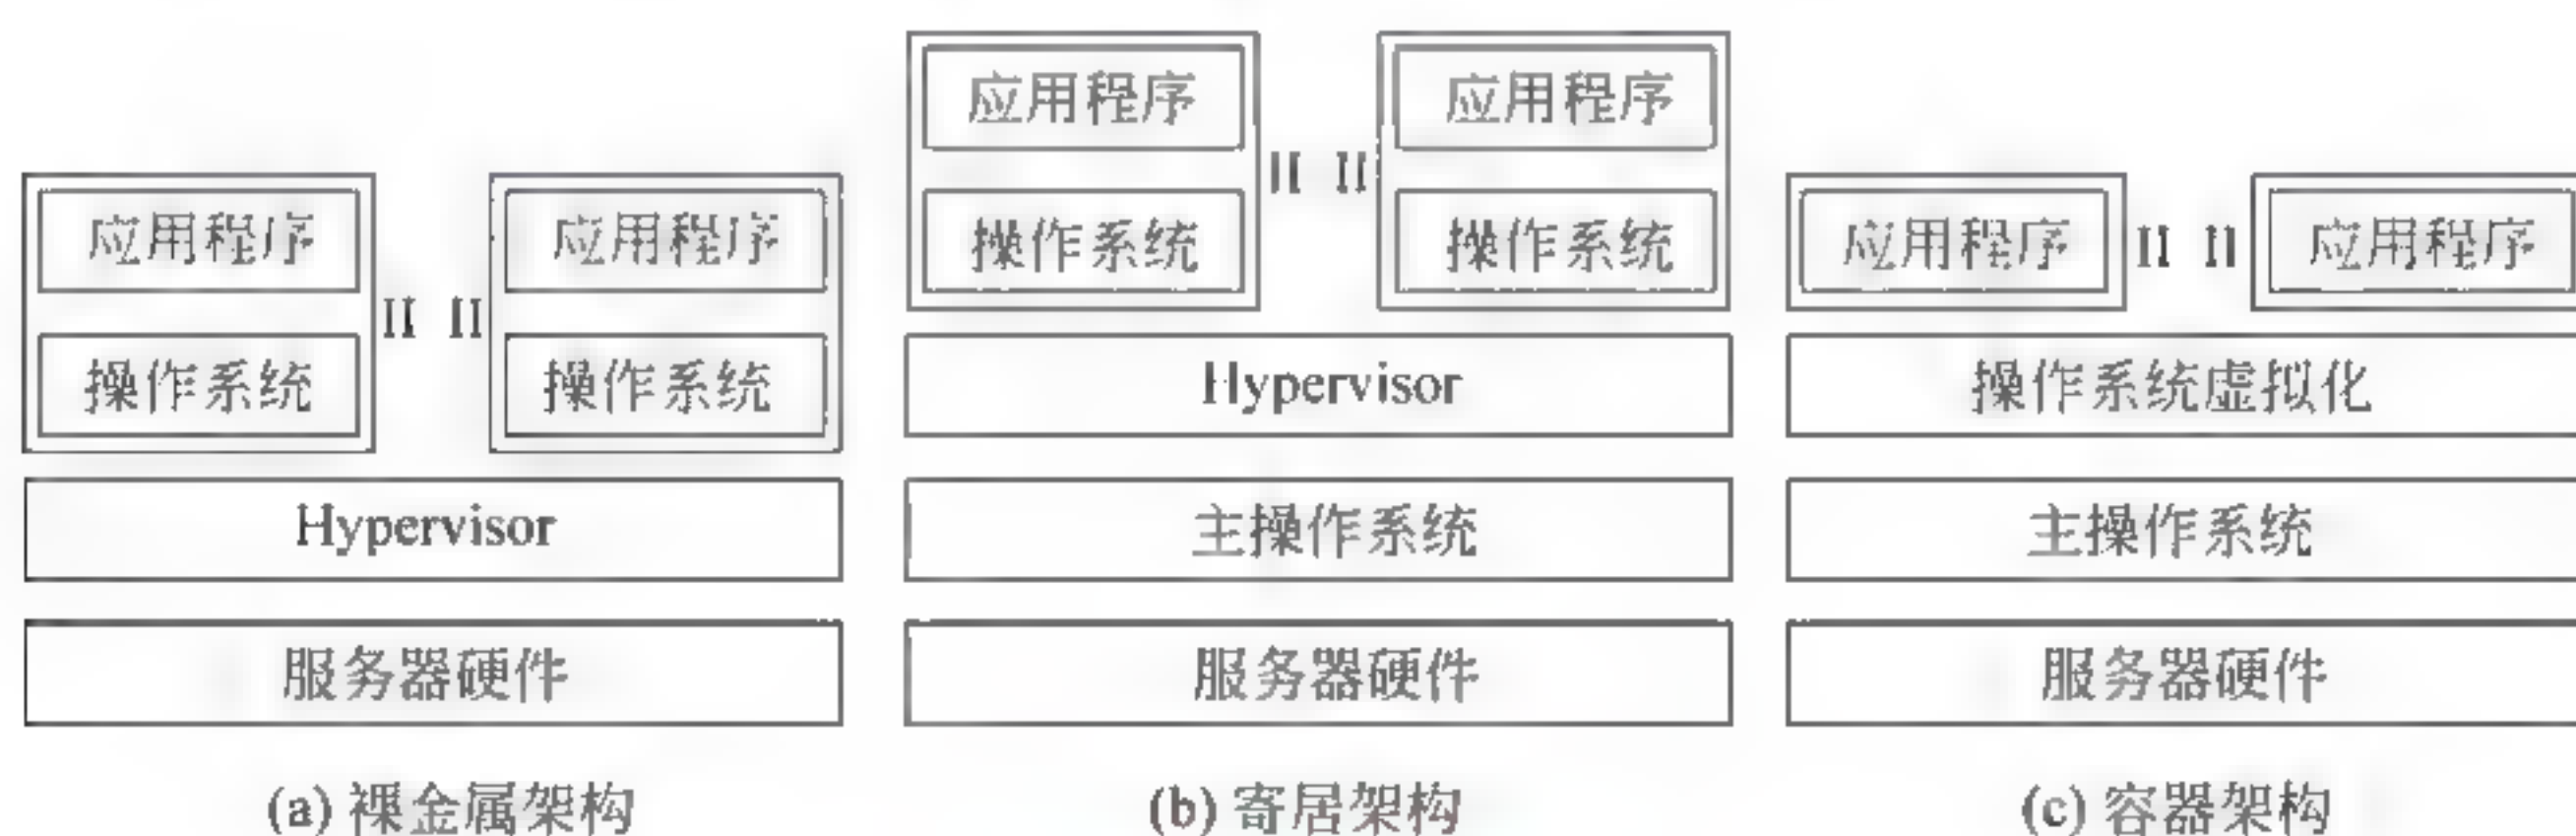 应用程序
操作系统
应用程序
操作系统
Hypervisor
服务器硬件
(a) 裸金属架构
应用程序
操作系统
应用程序
操作系统
Hypervisor
主操作系统
服务器硬件
(b) 寄居架构
应用程序
应用程序
操作系统虚拟化
主操作系统
服务器硬件
(c) 容器架构